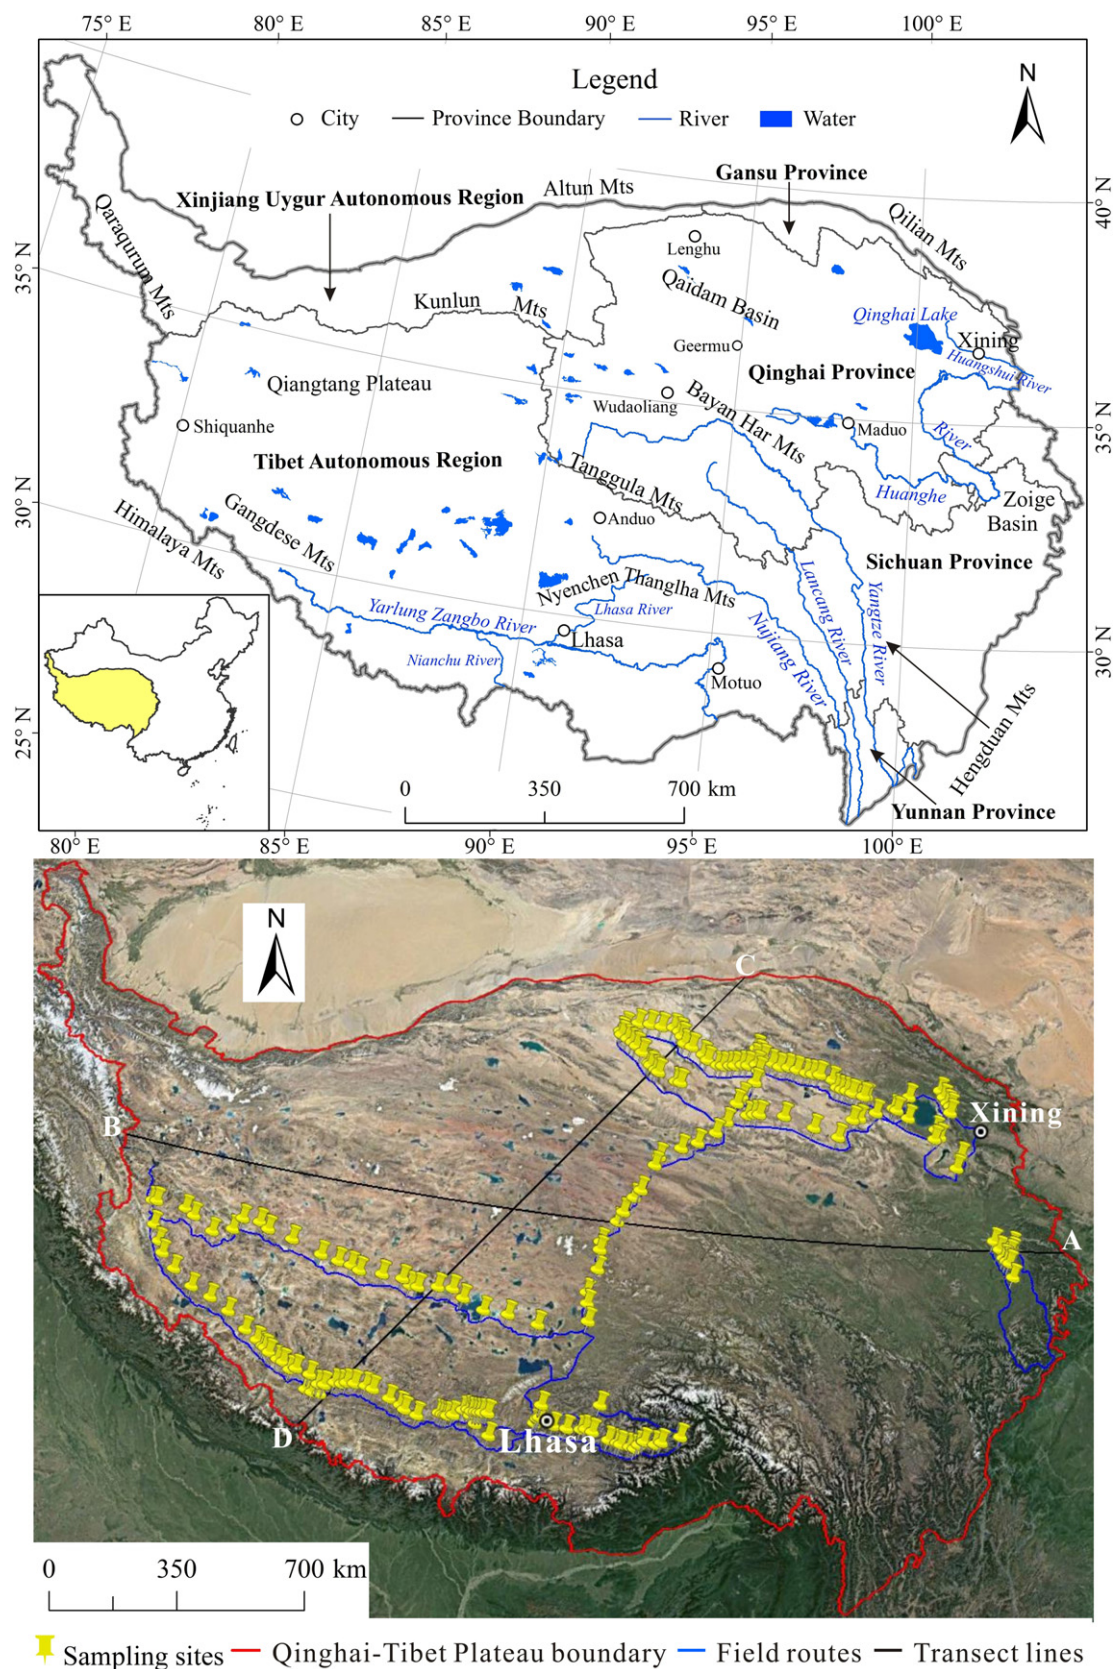 75° E 80° E 85° E 90° E 95° E 100° E
Legend
N
City Province Boundary River Water
40° N
35° N
30° N
25° N
35° N
40° N
30° N
Gansu Province
Altun Mts
Xinjiang Uygur Autonomous Region
Qilian Mts
Qaraqurum Mts
Lenghu
Qaidam Basin
Kunlun Mts
Qinghai Lake
Xining
Geermu
Huangshui River
Qinghai Province
Qiangtang Plateau
Bayan Har Mts
Wudaoliang
Maduo
Shiquanhe
River
Tibet Autonomous Region
Tanggula Mts
Huanghe
Zoige
Basin
Gangdese Mts
Himalaya Mts
Anduo
Sichuan Province
Nyenchen Thanglha Mts
Lancang River
Yangtze River
Lhasa River
Yarlung Zangbo River
Lhasa
Nujiang River
Nianchu River
Motuo
Hengduan Mts
0 350 700 km
Yunnan Province
80° E 85° E 90° E 95° E 100° E
N
C
B
Xining
A
D
Lhasa
0 350 700 km
Sampling sites Qinghai-Tibet Plateau boundary Field routes Transect lines